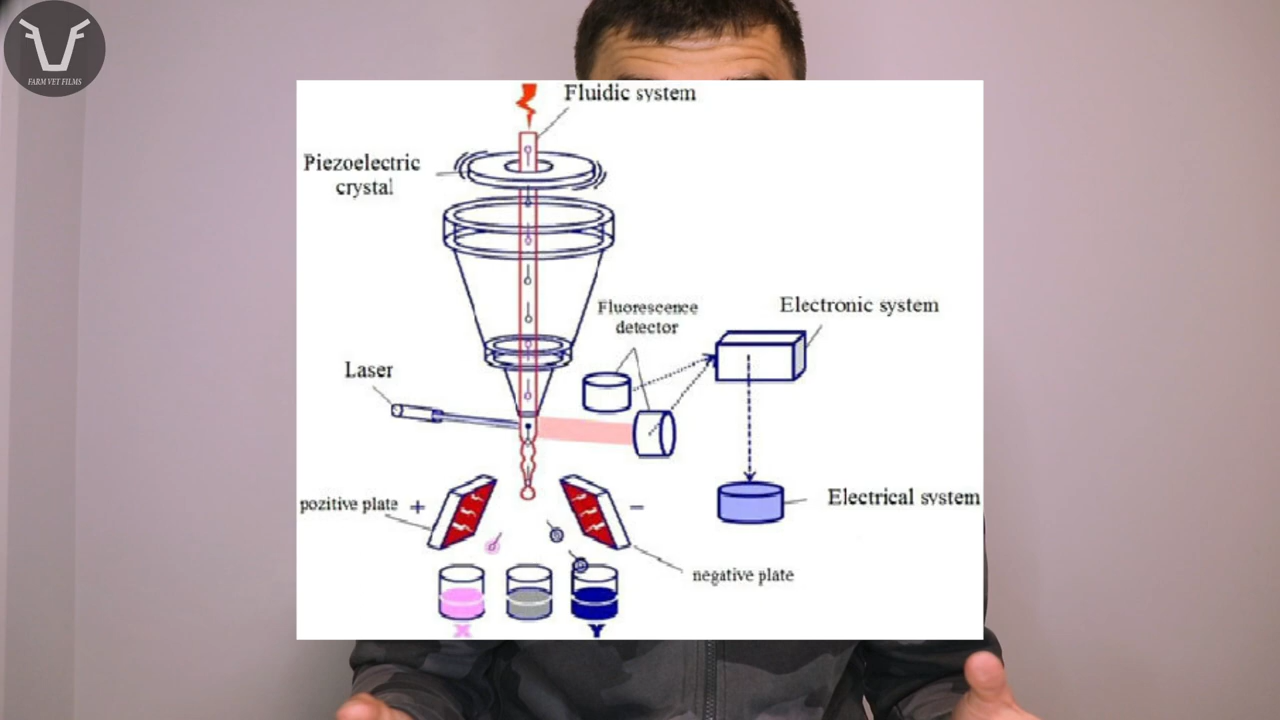 FARM VET FILMS
Fluidic system
Piezoelectric
crystal
Fluorescence
detector
Electronic system
Laser
pozitive plate +
−
Electrical system
negative plate
X
Y